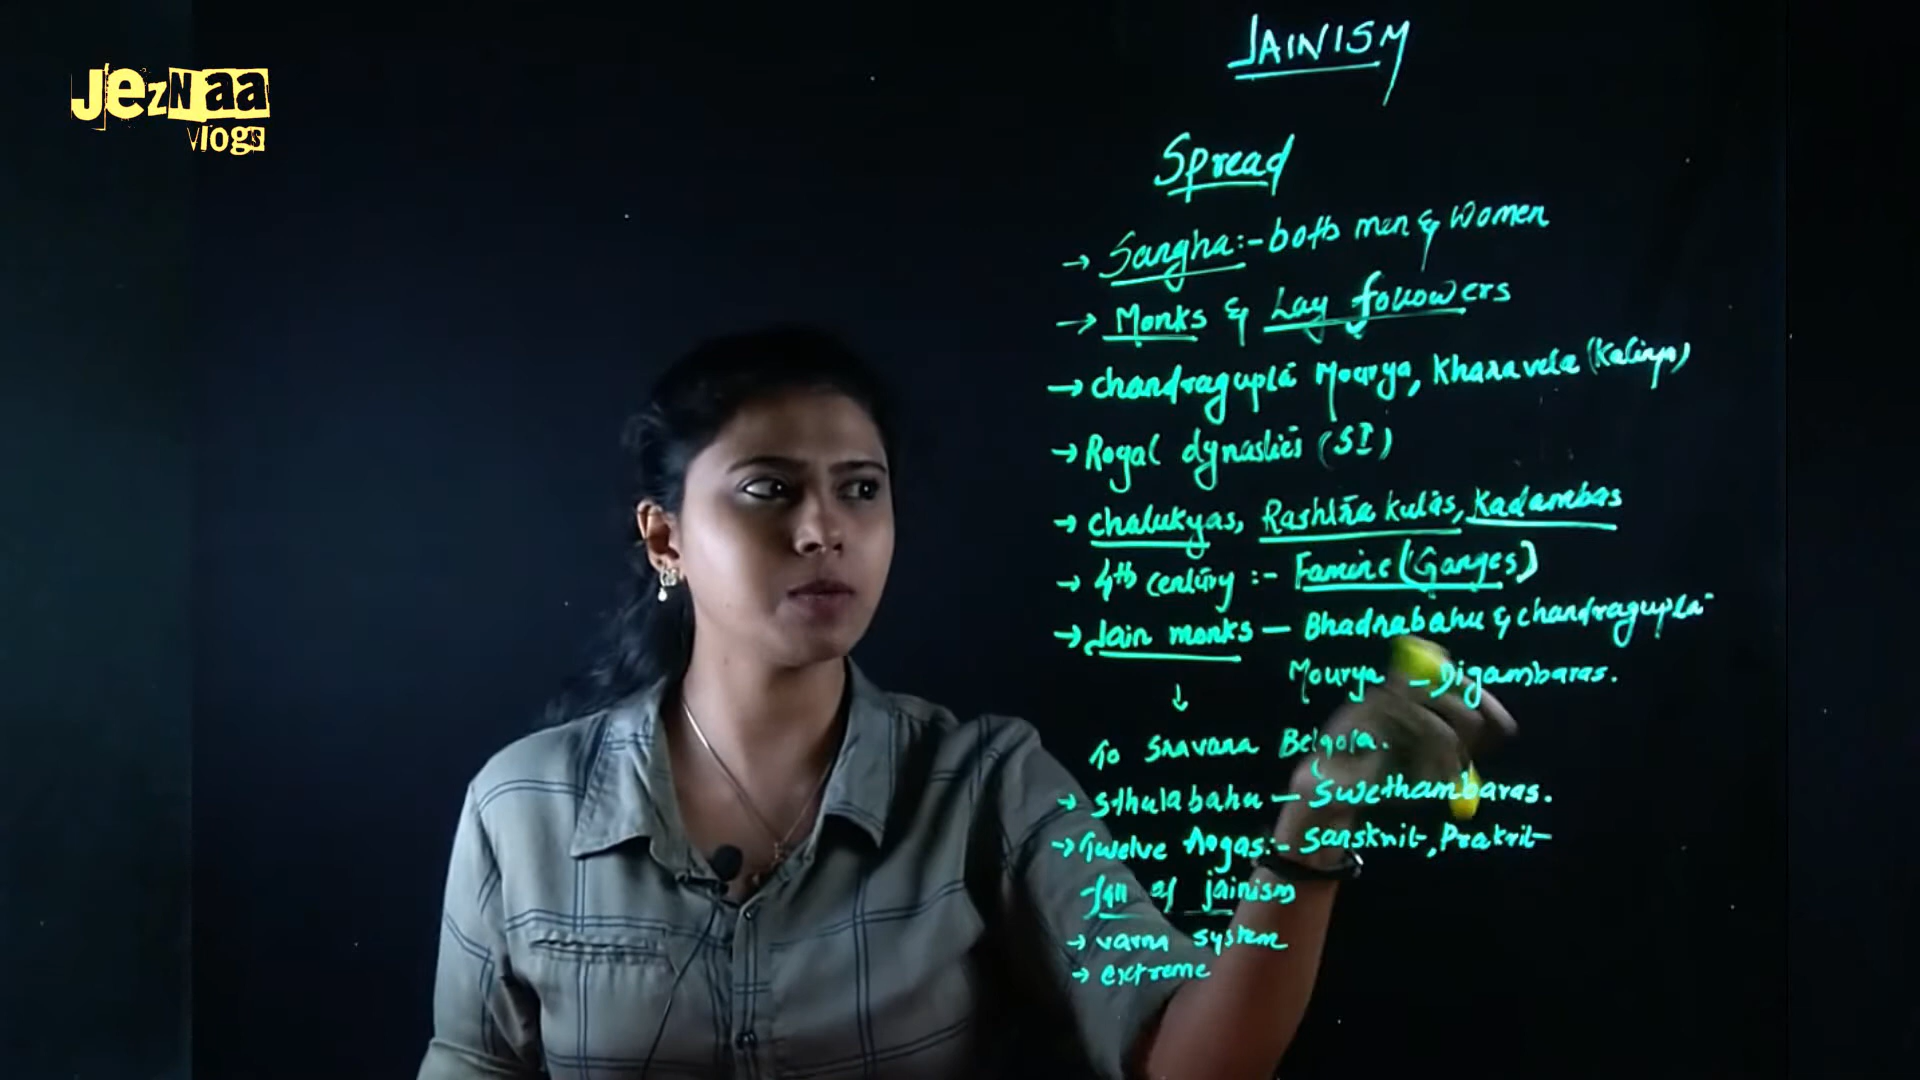 JEZNAA
vlogs
JAINISM
Spread
→ Sangha:- both men & women
→ Monks & Lay followers
→ Chandragupta Mourya, Kharavela (Kalinga)
→ Royal dynasties (SI)
→ Chalukyas, Rashtra kutas, Kadambas
→ 4th century :- Famine (Ganges)
→ Jain monks — Bhadrabahu & Chandragupta
Mourya - Digambaras.
↓
To Sravana Belgola.
→ Sthulabahu — Swethambaras.
→ Twelve Angas:- Sanskrit, Prakrit
fall of jainism
→ varna system
→ extreme